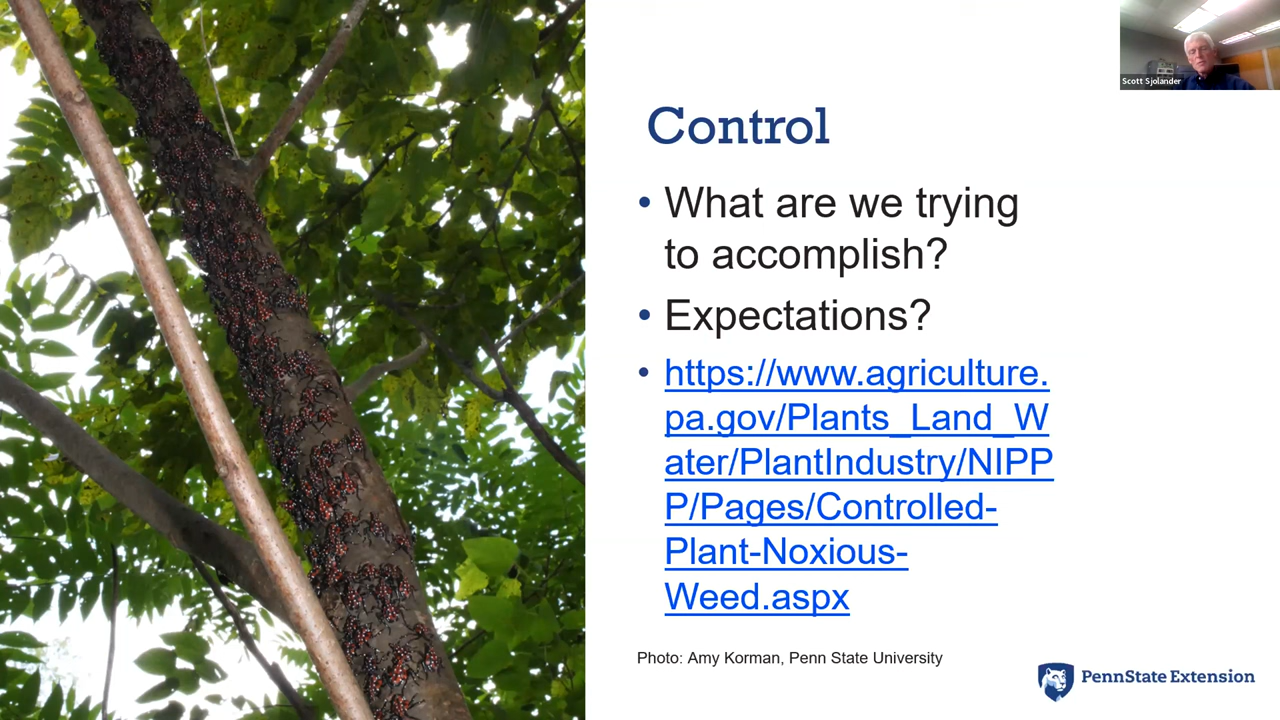 Scott Sjolander
Control
• What are we trying
to accomplish?
• Expectations?
• https://www.agriculture.
pa.gov/Plants_Land_W
ater/PlantIndustry/NIPP
P/Pages/Controlled-
Plant-Noxious-
Weed.aspx
Photo: Amy Korman, Penn State University
PennState Extension